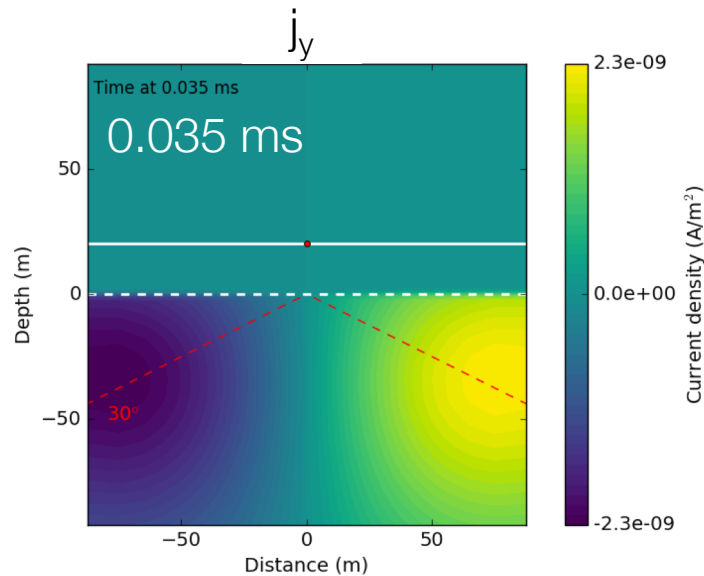 jy
Time at 0.035 ms
0.035 ms
50
0
−50
30°
−50
0
50
Distance (m)
Depth (m)
2.3e-09
0.0e+00
-2.3e-09
Current density (A/m²)